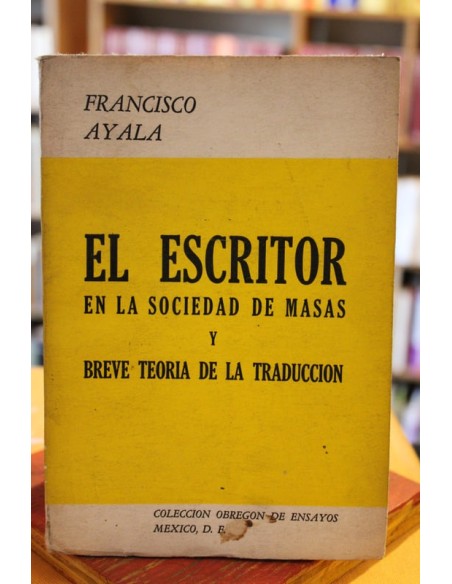 FRANCISCO
AYALA
EL ESCRITOR
EN LA SOCIEDAD DE MASAS
Y
BREVE TEORIA DE LA TRADUCCION
COLECCION OBREGON DE ENSAYOS
MEXICO, D. F.